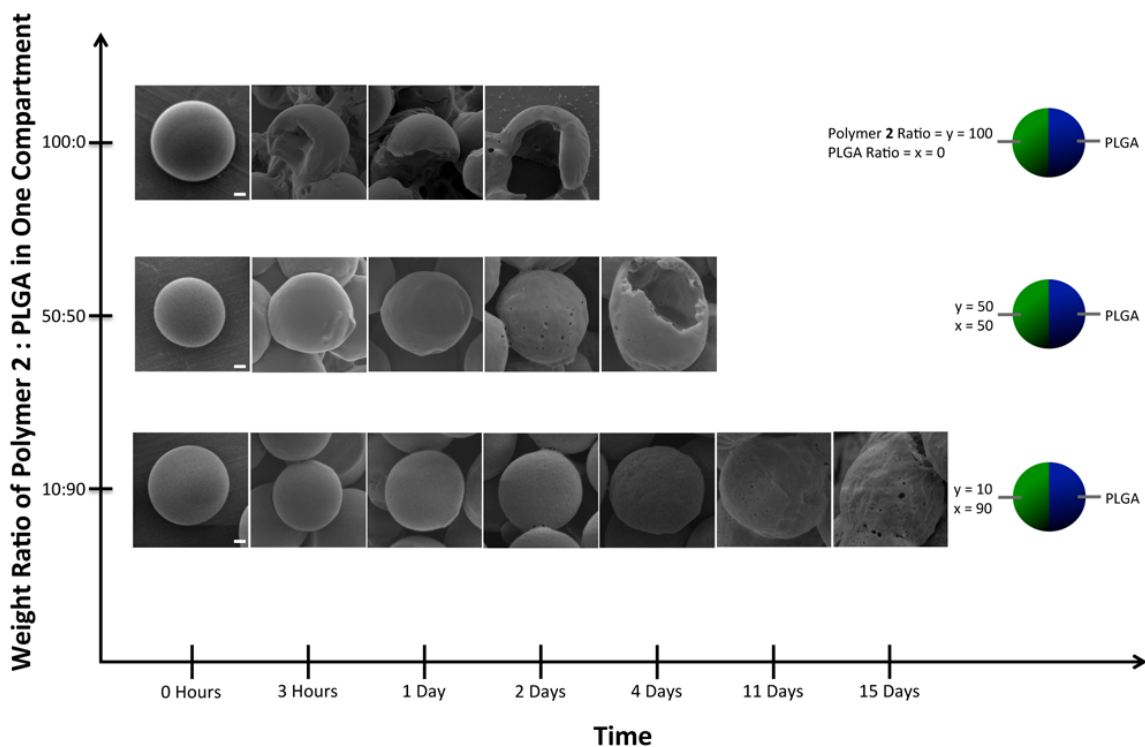 Weight Ratio of Polymer 2 : PLGA in One Compartment
100:0
Polymer 2 Ratio = y = 100
PLGA Ratio = x = 0
PLGA
50:50
y = 50
x = 50
PLGA
10:90
y = 10
x = 90
PLGA
0 Hours
3 Hours
1 Day
2 Days
4 Days
11 Days
15 Days
Time